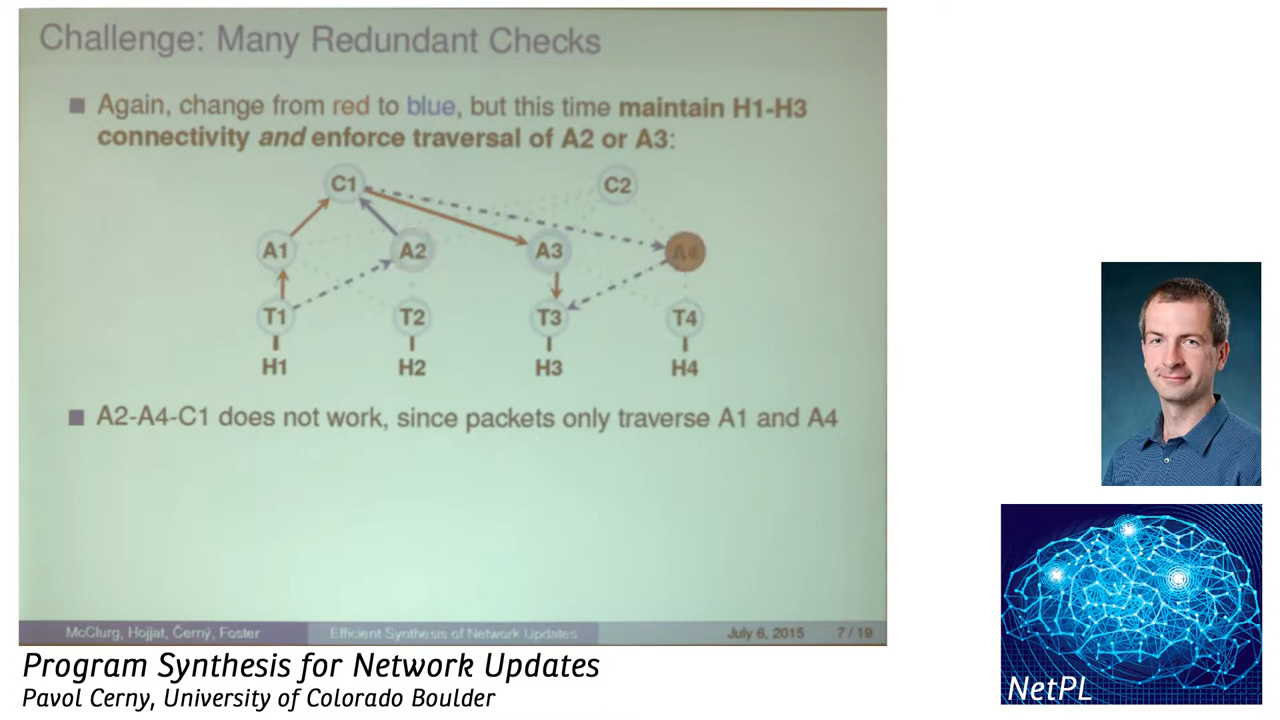 Challenge: Many Redundant Checks
Again, change from red to blue, but this time maintain H1-H3
connectivity and enforce traversal of A2 or A3:
C1 C2
A1 A2 A3 A4
T1 T2 T3 T4
H1 H2 H3 H4
A2-A4-C1 does not work, since packets only traverse A1 and A4
McClurg, Hojjat, Černý, Foster Efficient Synthesis of Network Updates July 6, 2015 7 / 19
Program Synthesis for Network Updates
Pavol Cerny, University of Colorado Boulder
NetPL